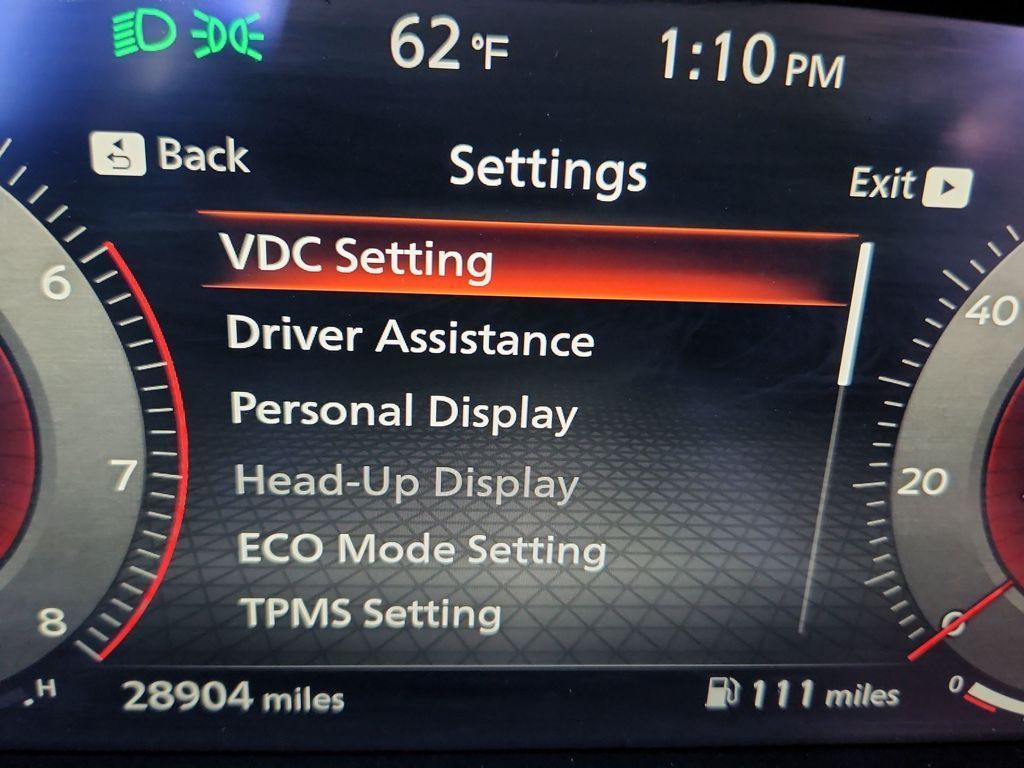 62 °F
1:10 PM
Back
Settings
Exit
VDC Setting
Driver Assistance
Personal Display
Head-Up Display
ECO Mode Setting
TPMS Setting
6
7
8
H
40
20
0
28904 miles
111 miles
0